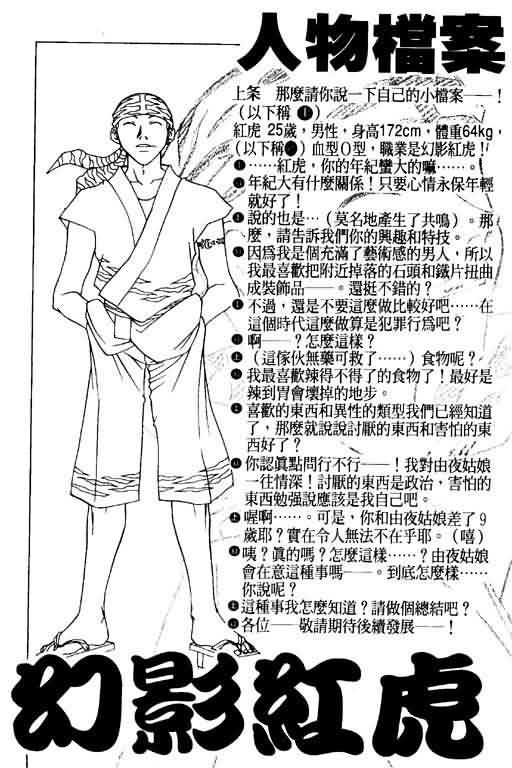 人物檔案
上条　那麼請你說一下自己的小檔案——！
（以下稱●上）
紅虎 25歲，男性，身高172cm，體重64kg，
（以下稱●）血型O型，職業是幻影紅虎！
●上……紅虎，你的年紀蠻大的嘛……。
●年紀大有什麼關係！只要心情永保年輕
就好了！
●上說的也是…（莫名地產生了共鳴）。那
麼，請告訴我們你的興趣和特技。
●因為我是個充滿了藝術感的男人，所以
我最喜歡把附近掉落的石頭和鐵片扭曲
成裝飾品——。還挺不錯的？
●上不過，還是不要這麼做比較好吧……在
這個時代這麼做算是犯罪行為吧？
●啊——？怎麼這樣？
●上（這傢伙無藥可救了……）食物呢？
●我最喜歡辣得不得了的食物了！最好是
辣到胃會壞掉的地步。
●上喜歡的東西和異性的類型我們已經知道
了，那麼就說說討厭的東西和害怕的東
西好了？
●你認真點問行不行——！我對由夜姑娘
一往情深！討厭的東西是政治，害怕的
東西勉强說應該是我自己吧。
●上喔啊……。可是，你和由夜姑娘差了9
歲耶？實在令人無法不在乎耶。（嘻）
●咦？真的嗎？怎麼這樣……？由夜姑娘
會在意這種事嗎——。到底怎麼樣……
你說呢？
●上這種事我怎麼知道？請做個總結吧？
●各位——敬請期待後續發展——！
幻影紅虎